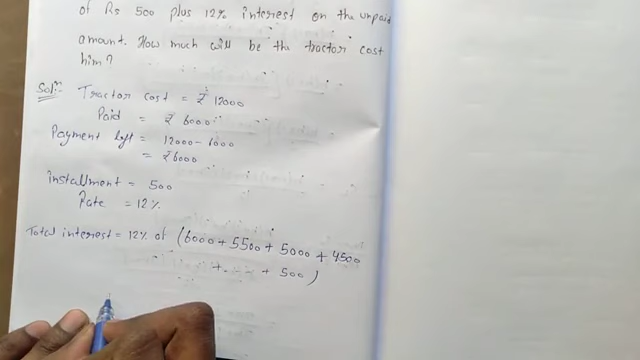 of Rs 500 plus 12% interest on the unpaid
amount. How much will be the tractor cost
him?
Solⁿ:- Tractor cost = ₹ 12000
Paid = ₹ 6000
Payment left = 12000 - 6000
= ₹ 6000
installment = 500
Rate = 12%
Total interest = 12% of (6000 + 5500 + 5000 + 4500
+ ... + 500)